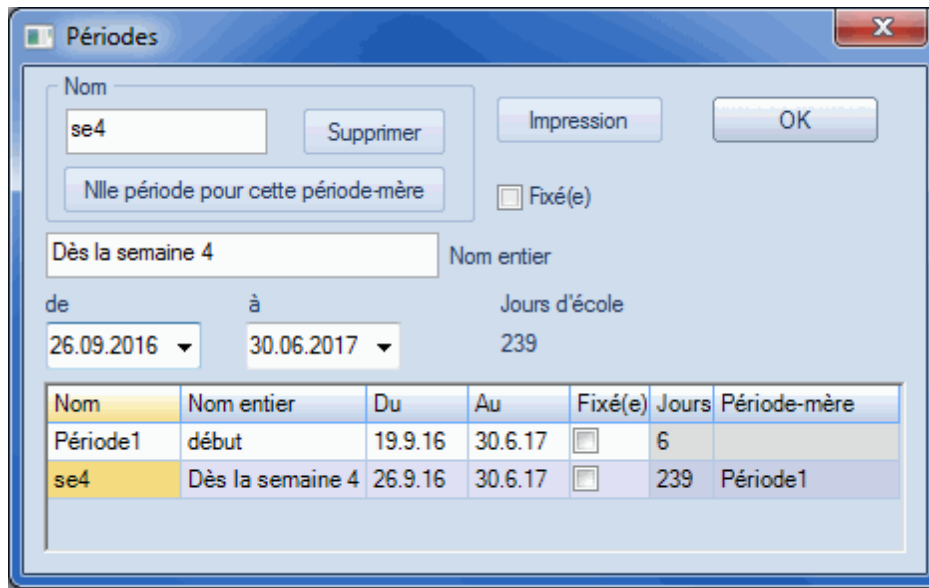 Périodes
Nom
se4
Supprimer
Impression
OK
Nlle période pour cette période-mère
Fixé(e)
Dès la semaine 4
Nom entier
de
à
Jours d'école
26.09.2016
30.06.2017
239
Nom Nom entier Du Au Fixé(e) Jours Période-mère
Période1 début 19.9.16 30.6.17 6
se4 Dès la semaine 4 26.9.16 30.6.17 239 Période1